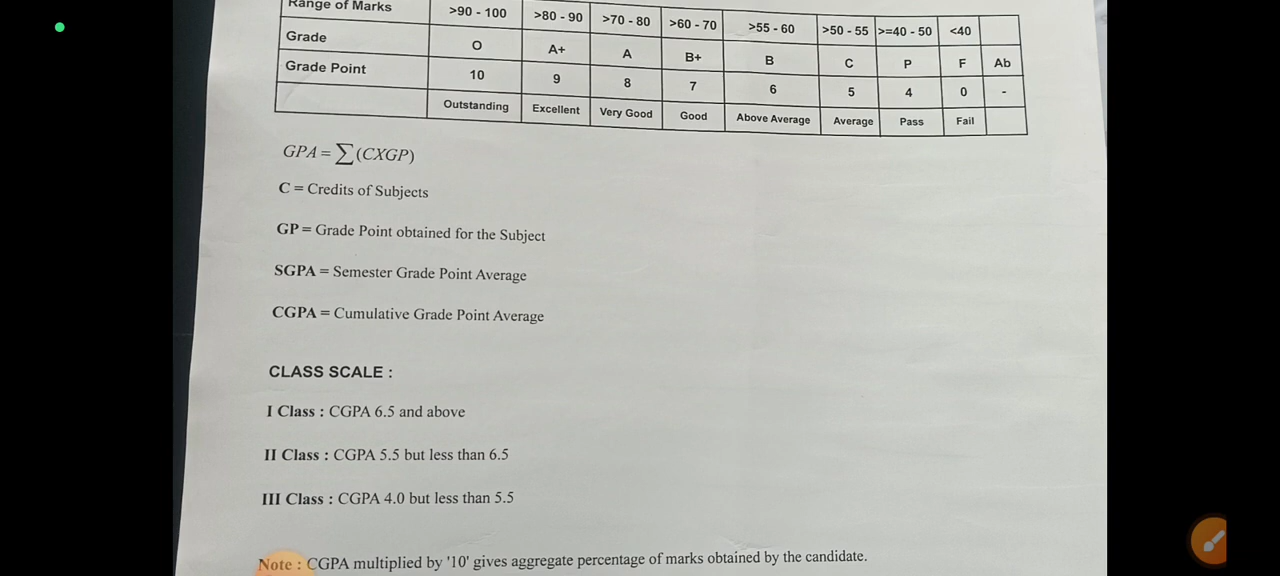 Range of Marks >90 - 100 >80 - 90 >70 - 80 >60 - 70 >55 - 60 >50 - 55 >=40 - 50 <40
Grade O A+ A B+ B C P F Ab
Grade Point 10 9 8 7 6 5 4 0 -
Outstanding Excellent Very Good Good Above Average Average Pass Fail
GPA = ∑(CXGP)
C = Credits of Subjects
GP = Grade Point obtained for the Subject
SGPA = Semester Grade Point Average
CGPA = Cumulative Grade Point Average
CLASS SCALE :
I Class : CGPA 6.5 and above
II Class : CGPA 5.5 but less than 6.5
III Class : CGPA 4.0 but less than 5.5
Note : CGPA multiplied by '10' gives aggregate percentage of marks obtained by the candidate.